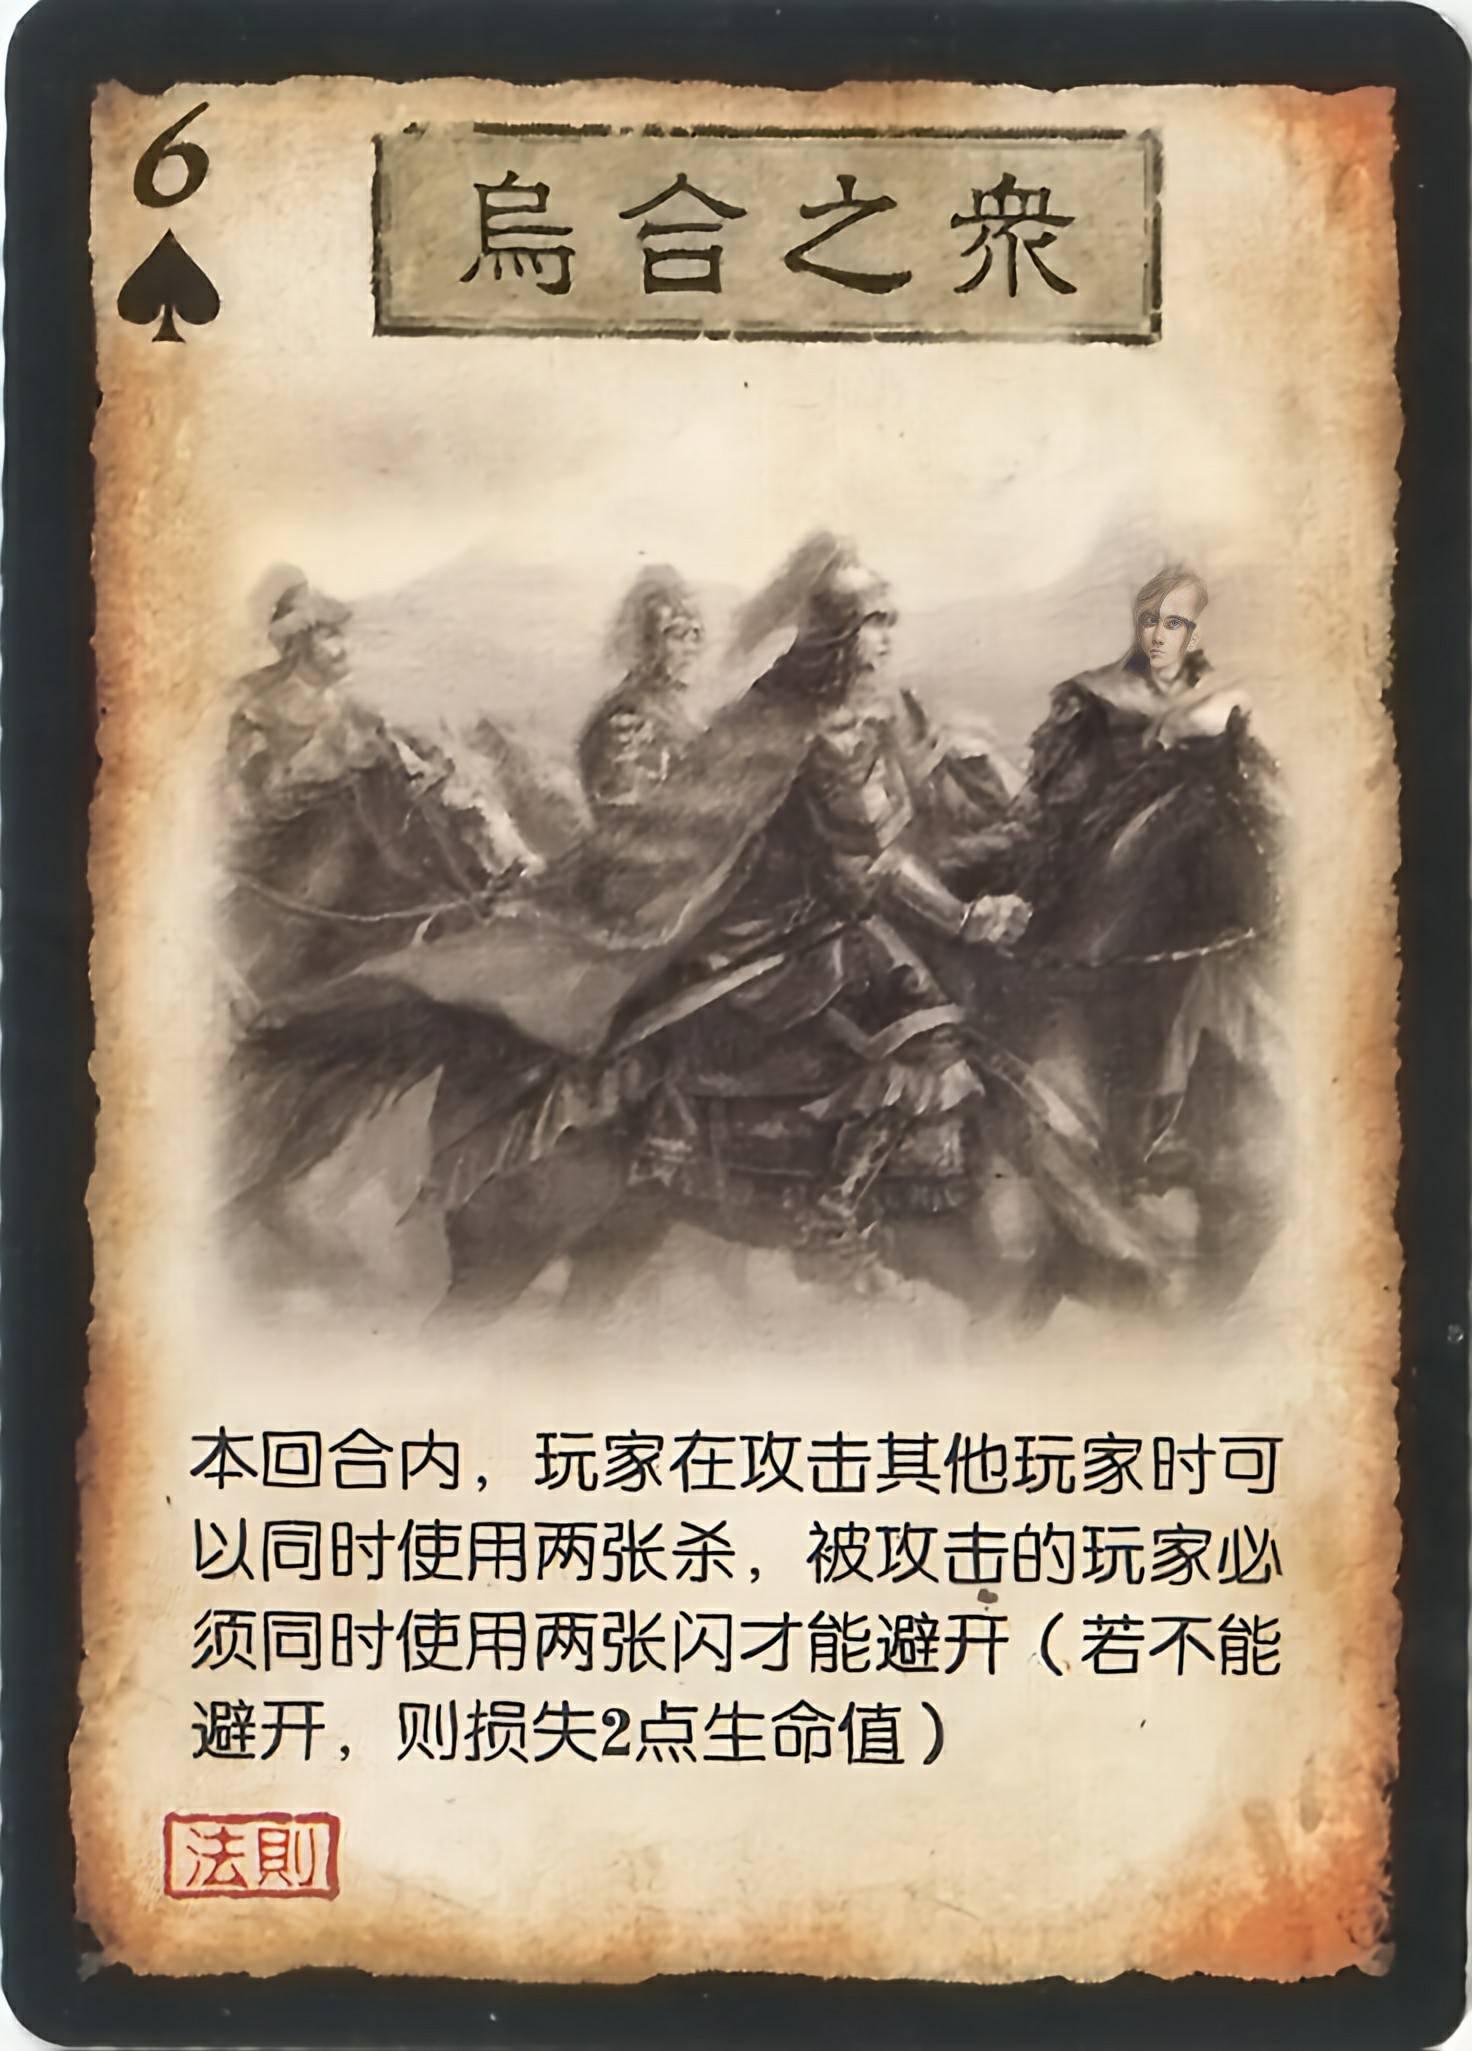 6
烏合之衆
本回合内，玩家在攻击其他玩家时可
以同时使用两张杀，被攻击的玩家必
须同时使用两张闪才能避开（若不能
避开，则损失2点生命值）
法則